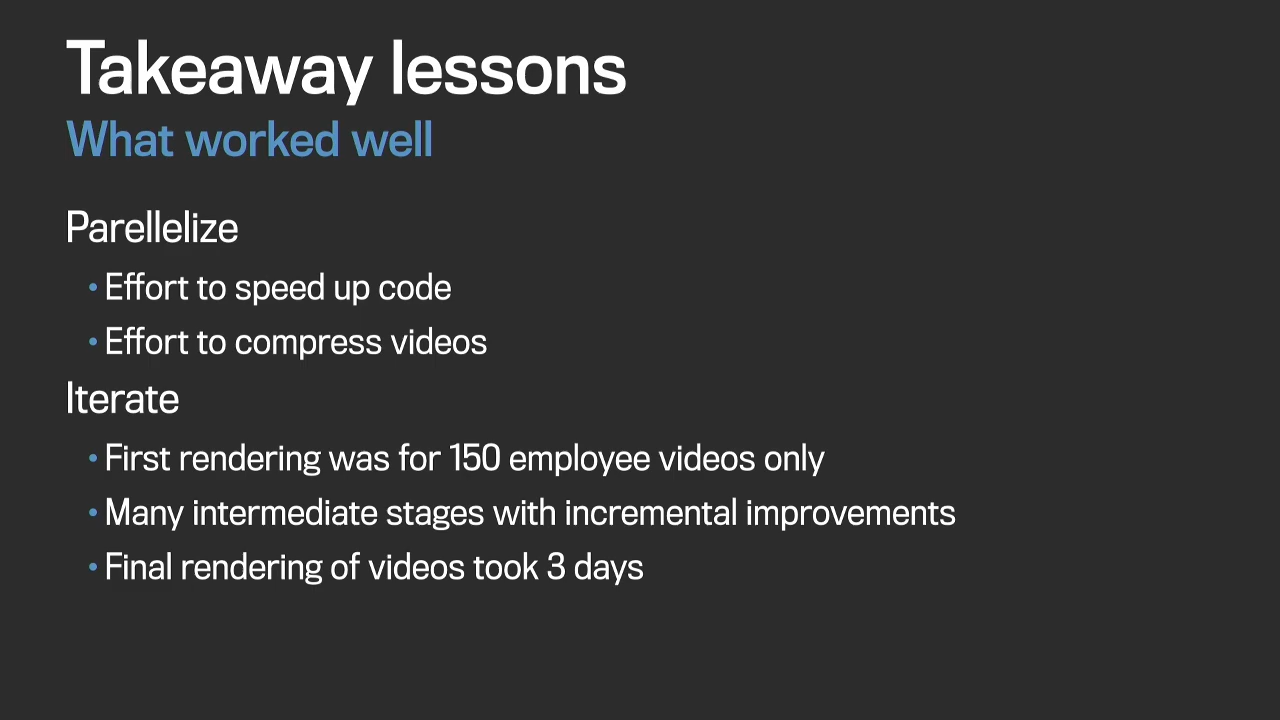 Takeaway lessons
What worked well
Parellelize
• Effort to speed up code
• Effort to compress videos
Iterate
• First rendering was for 150 employee videos only
• Many intermediate stages with incremental improvements
• Final rendering of videos took 3 days